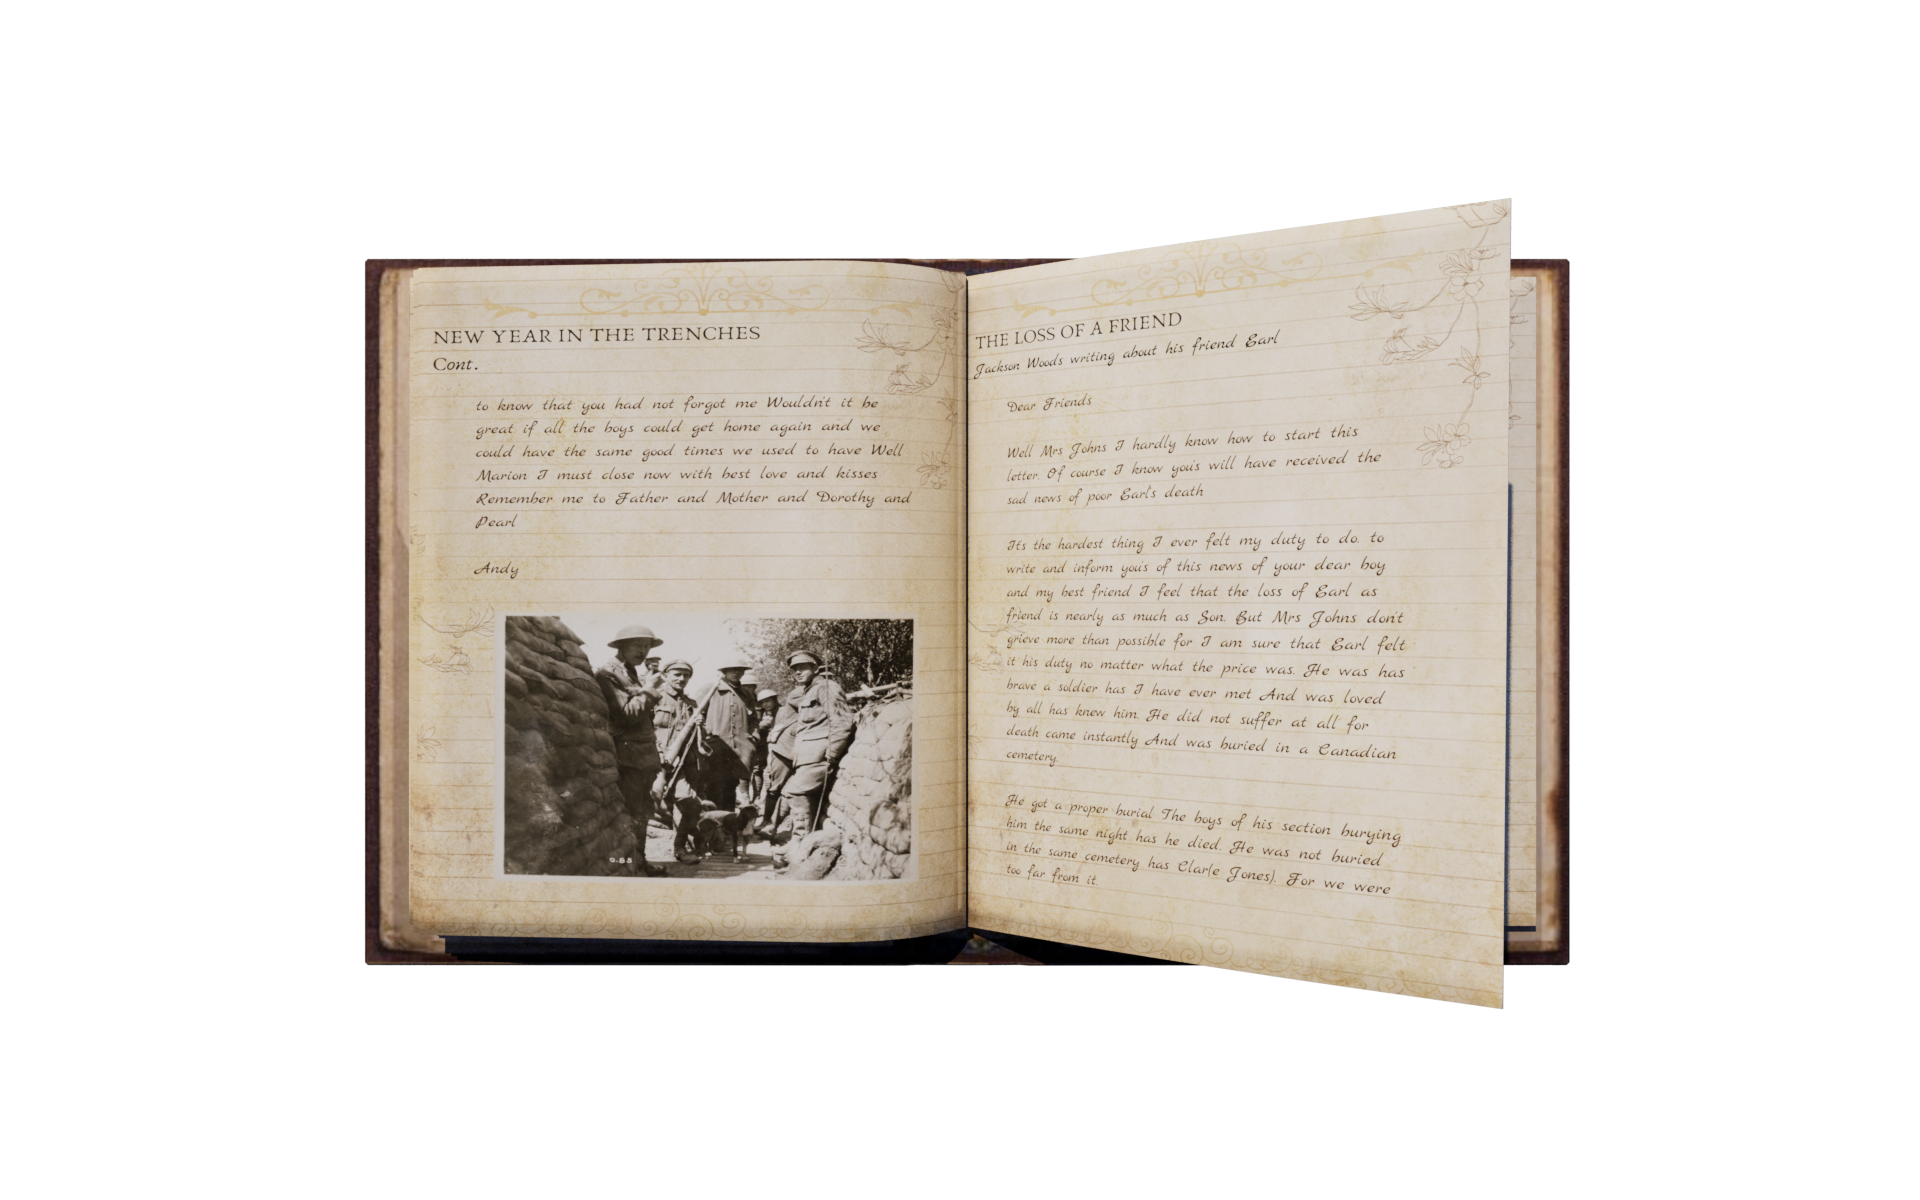 NEW YEAR IN THE TRENCHES
Cont.
to know that you had not forgot me Wouldn't it be
great if all the boys could get home again and we
could have the same good times we used to have Well
Marion I must close now with best love and kisses
Remember me to Father and Mother and Dorothy and
Pearl
Andy
O.88
THE LOSS OF A FRIEND
Jackson Woods writing about his friend Earl
Dear Friends
Well Mrs Johns I hardly know how to start this
letter. Of course I know you's will have received the
sad news of poor Earl's death
It's the hardest thing I ever felt my duty to do. to
write and inform you's of this news of your dear boy
and my best friend I feel that the loss of Earl as
friend is nearly as much as Son. But Mrs Johns don't
grieve more than possible for I am sure that Earl felt
it his duty no matter what the price was. He was has
brave a soldier has I have ever met And was loved
by all has knew him. He did not suffer at all for
death came instantly And was buried in a Canadian
cemetery.
He got a proper burial The boys of his section burying
him the same night has he died. He was not buried
in the same cemetery has Clar(e Jones). For we were
too far from it.